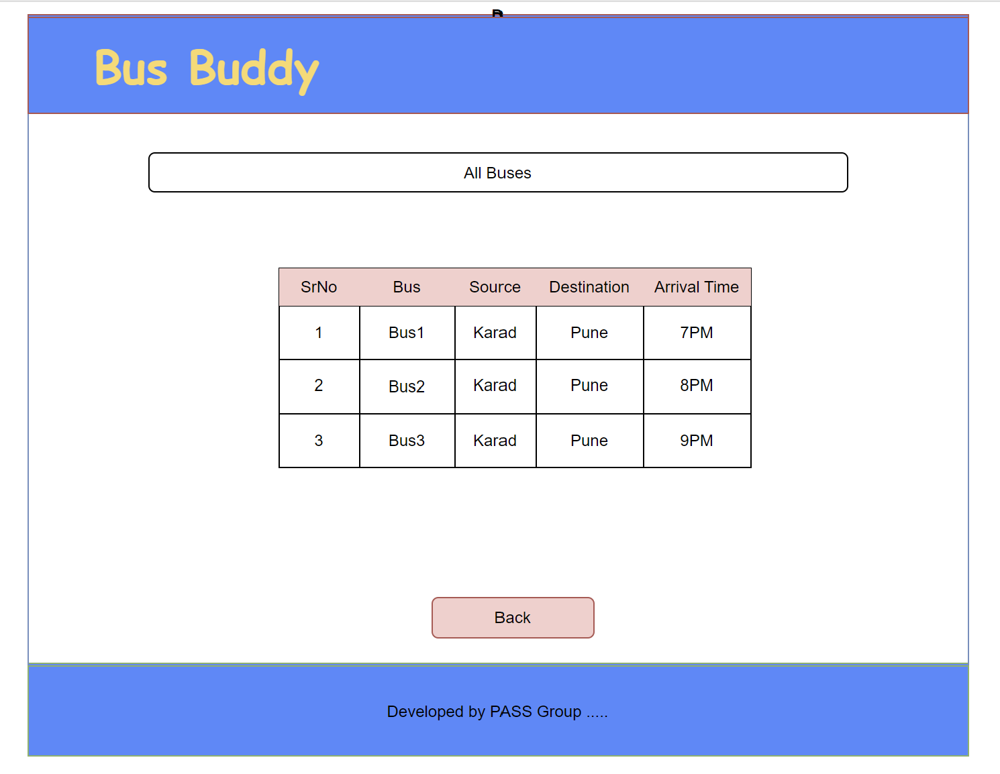 Bus Buddy
All Buses
SrNo Bus Source Destination Arrival Time
1 Bus1 Karad Pune 7PM
2 Bus2 Karad Pune 8PM
3 Bus3 Karad Pune 9PM
Back
Developed by PASS Group .....